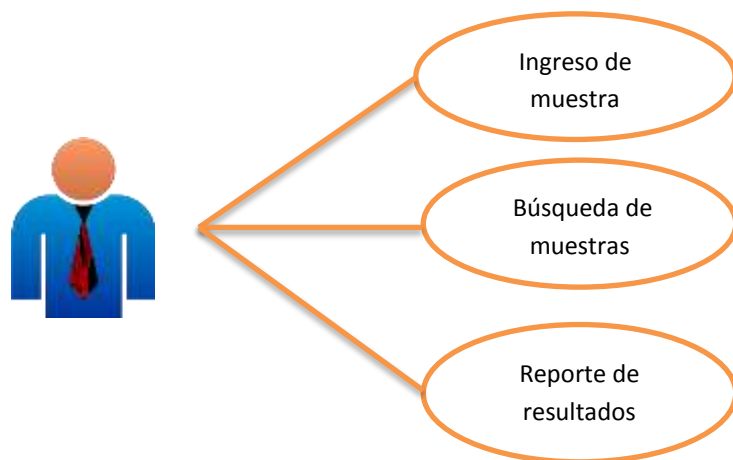 Ingreso de
muestra
Búsqueda de
muestras
Reporte de
resultados